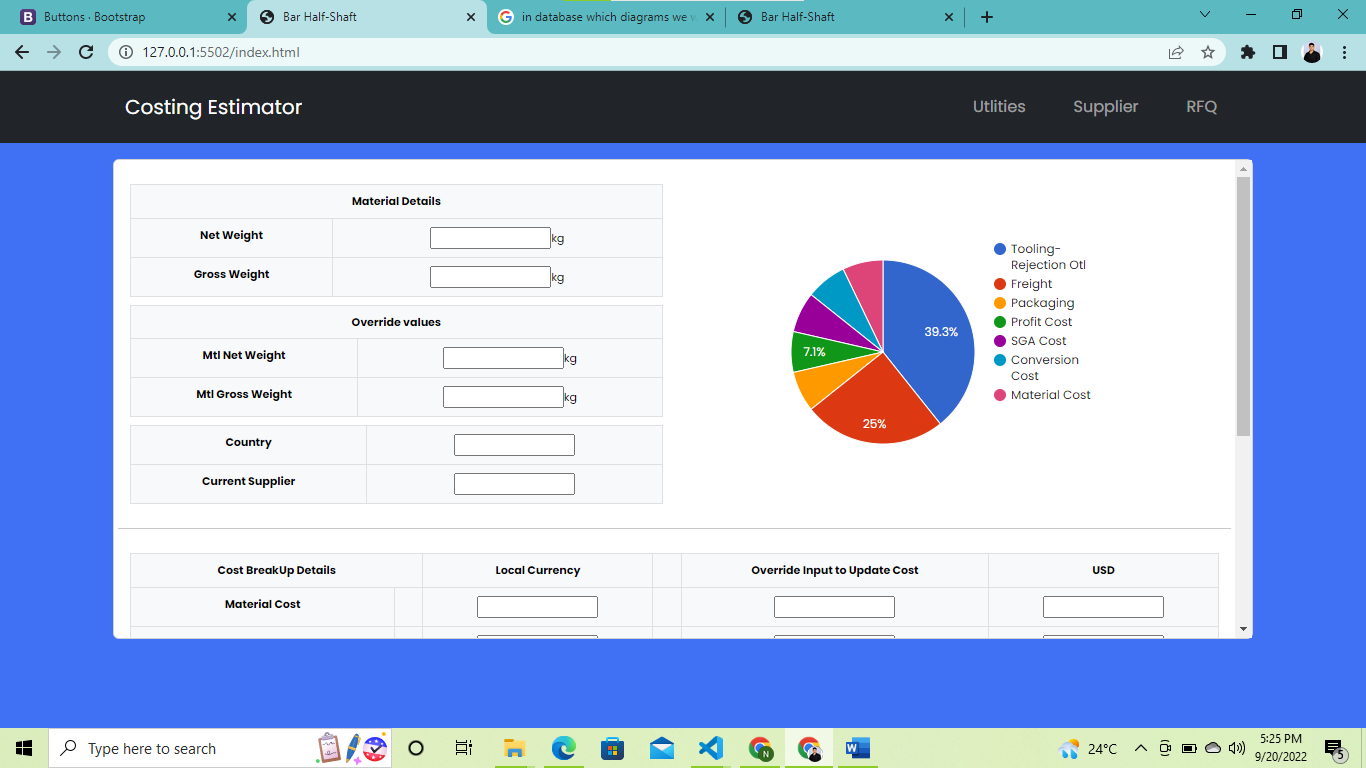 Buttons · Bootstrap
Bar Half-Shaft
in database which diagrams we
Bar Half-Shaft
127.0.0.1:5502/index.html
Costing Estimator
Utlities
Supplier
RFQ
Material Details
Net Weight
kg
Gross Weight
kg
Override values
Mtl Net Weight
kg
Mtl Gross Weight
kg
Country
Current Supplier
39.3%
25%
7.1%
Tooling-
Rejection Otl
Freight
Packaging
Profit Cost
SGA Cost
Conversion
Cost
Material Cost
Cost BreakUp Details
Local Currency
Override Input to Update Cost
USD
Material Cost
Type here to search
24°C
5:25 PM
9/20/2022
5